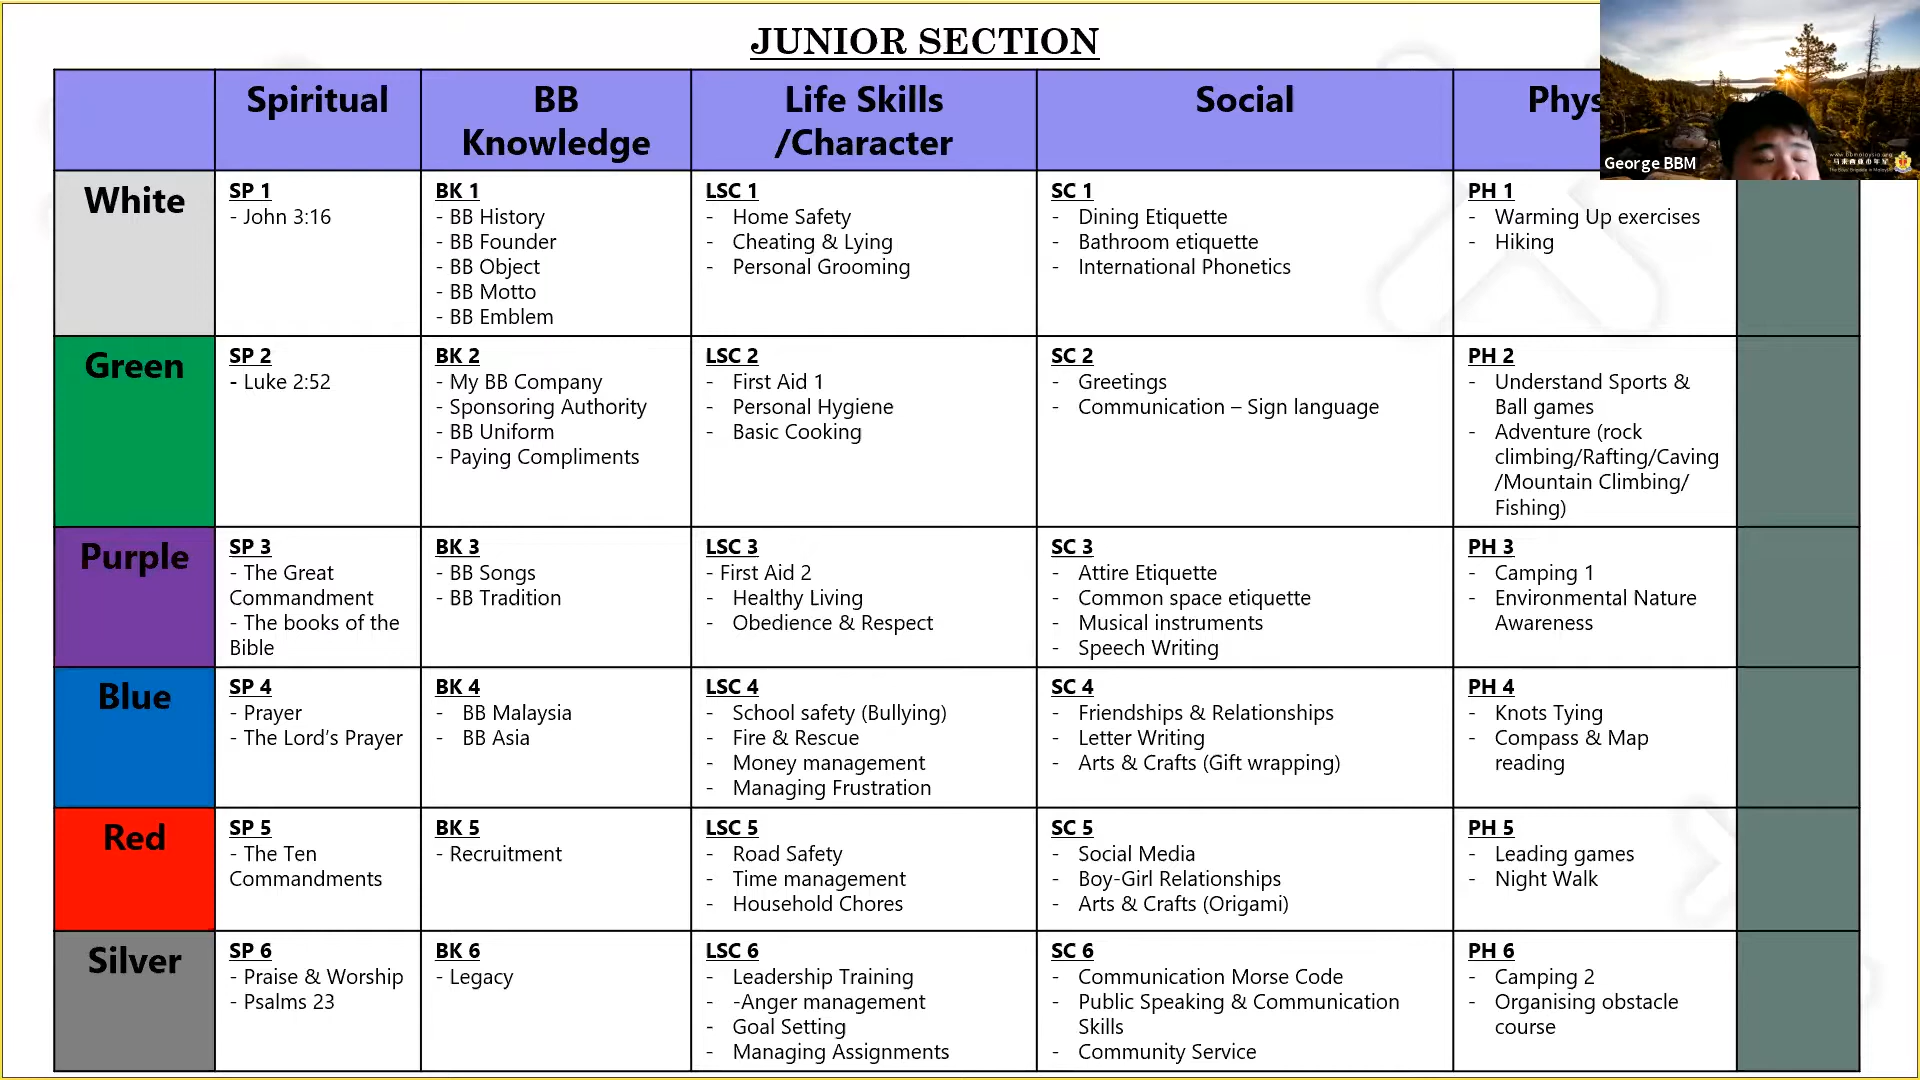 JUNIOR SECTION
Spiritual
BB
Knowledge
Life Skills
/Character
Social
Phys
George BBM
White
SP 1
- John 3:16
BK 1
- BB History
- BB Founder
- BB Object
- BB Motto
- BB Emblem
LSC 1
- Home Safety
- Cheating & Lying
- Personal Grooming
SC 1
- Dining Etiquette
- Bathroom etiquette
- International Phonetics
PH 1
- Warming Up exercises
- Hiking
Green
SP 2
- Luke 2:52
BK 2
- My BB Company
- Sponsoring Authority
- BB Uniform
- Paying Compliments
LSC 2
- First Aid 1
- Personal Hygiene
- Basic Cooking
SC 2
- Greetings
- Communication – Sign language
PH 2
- Understand Sports &
Ball games
- Adventure (rock
climbing/Rafting/Caving
/Mountain Climbing/
Fishing)
Purple
SP 3
- The Great
Commandment
- The books of the
Bible
BK 3
- BB Songs
- BB Tradition
LSC 3
- First Aid 2
- Healthy Living
- Obedience & Respect
SC 3
- Attire Etiquette
- Common space etiquette
- Musical instruments
- Speech Writing
PH 3
- Camping 1
- Environmental Nature
Awareness
Blue
SP 4
- Prayer
- The Lord's Prayer
BK 4
- BB Malaysia
- BB Asia
LSC 4
- School safety (Bullying)
- Fire & Rescue
- Money management
- Managing Frustration
SC 4
- Friendships & Relationships
- Letter Writing
- Arts & Crafts (Gift wrapping)
PH 4
- Knots Tying
- Compass & Map
reading
Red
SP 5
- The Ten
Commandments
BK 5
- Recruitment
LSC 5
- Road Safety
- Time management
- Household Chores
SC 5
- Social Media
- Boy-Girl Relationships
- Arts & Crafts (Origami)
PH 5
- Leading games
- Night Walk
Silver
SP 6
- Praise & Worship
- Psalms 23
BK 6
- Legacy
LSC 6
- Leadership Training
- -Anger management
- Goal Setting
- Managing Assignments
SC 6
- Communication Morse Code
- Public Speaking & Communication
Skills
- Community Service
PH 6
- Camping 2
- Organising obstacle
course